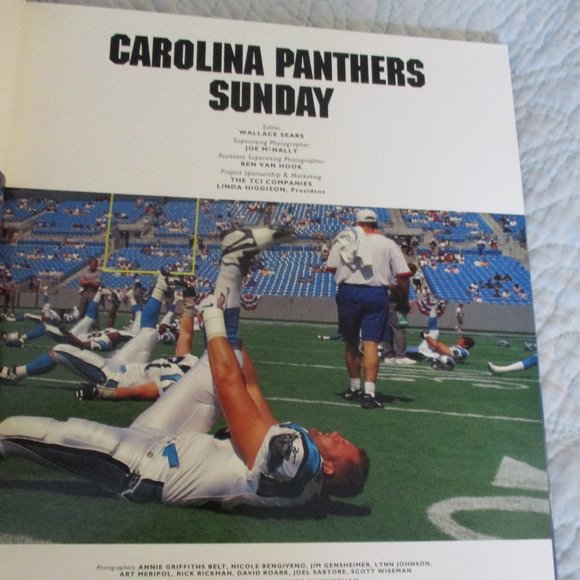 CAROLINA PANTHERS
SUNDAY
Editor
WALLACE SEARS
Supervising Photographer
JOE McNALLY
Assistant Supervising Photographer
BEN VAN HOOK
Project Sponsorship & Marketing
THE TCI COMPANIES
LINDA HIGGISON, President
Photographers: ANNIE GRIFFITHS BELT, NICOLE BENGIVENO, JIM GENSHEIMER, LYNN JOHNSON,
ART MERIPOL, RICK RICKMAN, DAVID ROARK, JOEL SARTORE, SCOTT WISEMAN